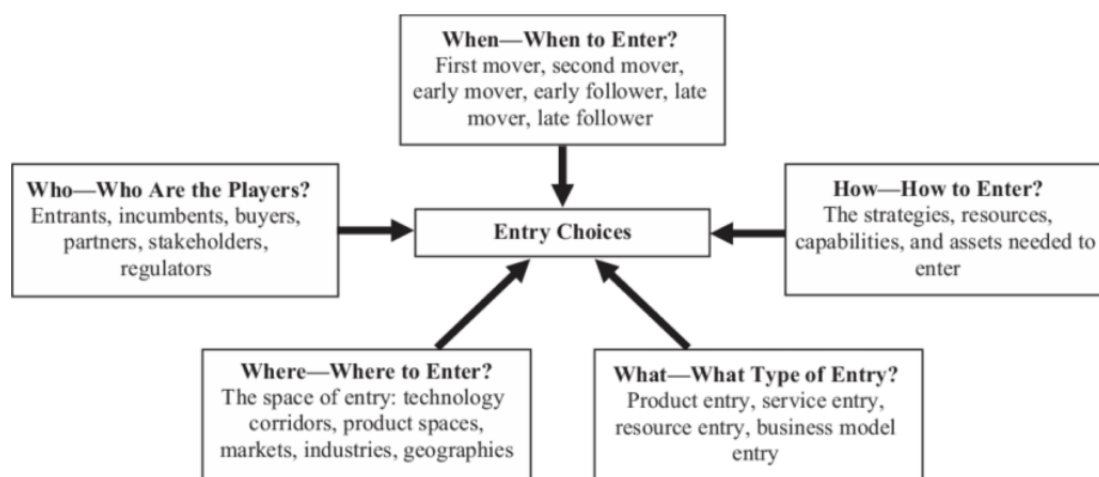 When—When to Enter?
First mover, second mover,
early mover, early follower, late
mover, late follower
Who—Who Are the Players?
Entrants, incumbents, buyers,
partners, stakeholders,
regulators
Entry Choices
How—How to Enter?
The strategies, resources,
capabilities, and assets needed to
enter
Where—Where to Enter?
The space of entry: technology
corridors, product spaces,
markets, industries, geographies
What—What Type of Entry?
Product entry, service entry,
resource entry, business model
entry